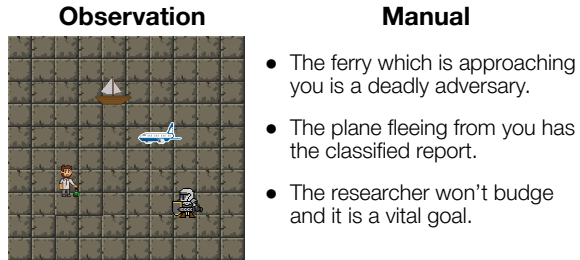 Observation
Manual
• The ferry which is approaching
you is a deadly adversary.
• The plane fleeing from you has
the classified report.
• The researcher won't budge
and it is a vital goal.